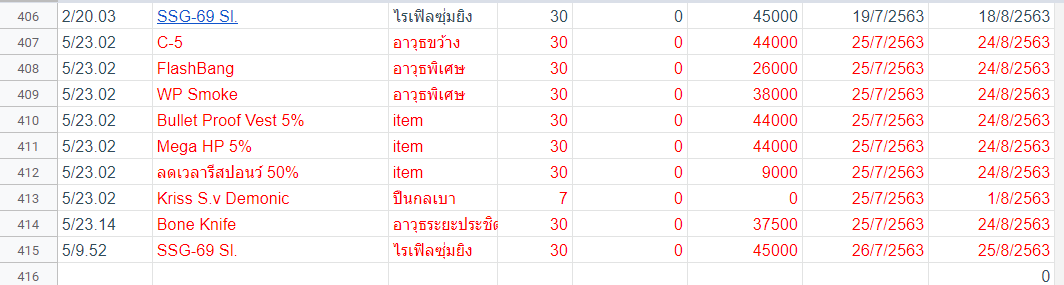 406 2/20.03 SSG-69 Sl. ไรเฟิลซุ่มยิง 30 0 45000 19/7/2563 18/8/2563
407 5/23.02 C-5 อาวุธขว้าง 30 0 44000 25/7/2563 24/8/2563
408 5/23.02 FlashBang อาวุธพิเศษ 30 0 26000 25/7/2563 24/8/2563
409 5/23.02 WP Smoke อาวุธพิเศษ 30 0 38000 25/7/2563 24/8/2563
410 5/23.02 Bullet Proof Vest 5% item 30 0 44000 25/7/2563 24/8/2563
411 5/23.02 Mega HP 5% item 30 0 44000 25/7/2563 24/8/2563
412 5/23.02 ลดเวลารีสปอนว์ 50% item 30 0 9000 25/7/2563 24/8/2563
413 5/23.02 Kriss S.v Demonic ปืนกลเบา 7 0 0 25/7/2563 1/8/2563
414 5/23.14 Bone Knife อาวุธระยะประชิด 30 0 37500 25/7/2563 24/8/2563
415 5/9.52 SSG-69 Sl. ไรเฟิลซุ่มยิง 30 0 45000 26/7/2563 25/8/2563
416 0